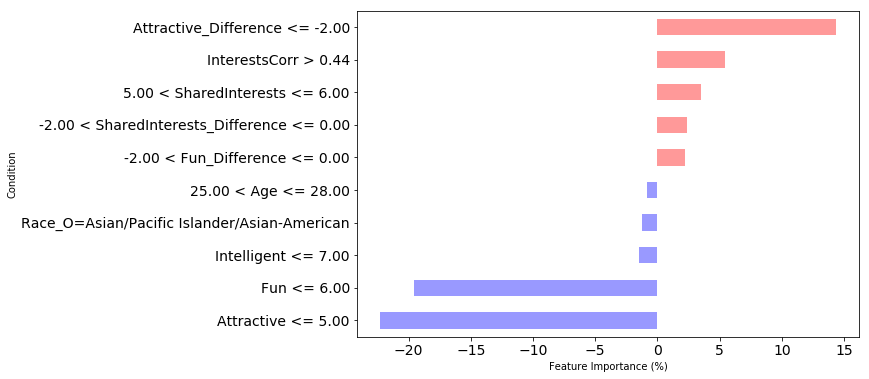 Attractive_Difference <= -2.00
InterestsCorr > 0.44
5.00 < SharedInterests <= 6.00
-2.00 < SharedInterests_Difference <= 0.00
-2.00 < Fun_Difference <= 0.00
25.00 < Age <= 28.00
Race_O=Asian/Pacific Islander/Asian-American
Intelligent <= 7.00
Fun <= 6.00
Attractive <= 5.00
Condition
−20 −15 −10 −5 0 5 10 15
Feature Importance (%)